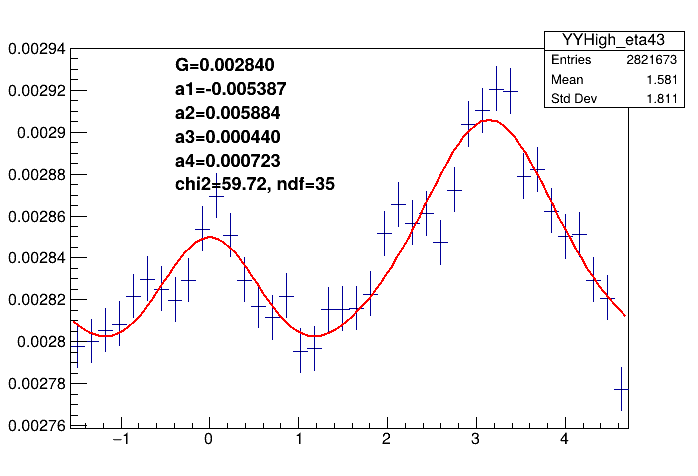 YYHigh_eta43
Entries 2821673
Mean 1.581
Std Dev 1.811
G=0.002840
a1=-0.005387
a2=0.005884
a3=0.000440
a4=0.000723
chi2=59.72, ndf=35
0.00294
0.00292
0.0029
0.00288
0.00286
0.00284
0.00282
0.0028
0.00278
0.00276
−1 0 1 2 3 4